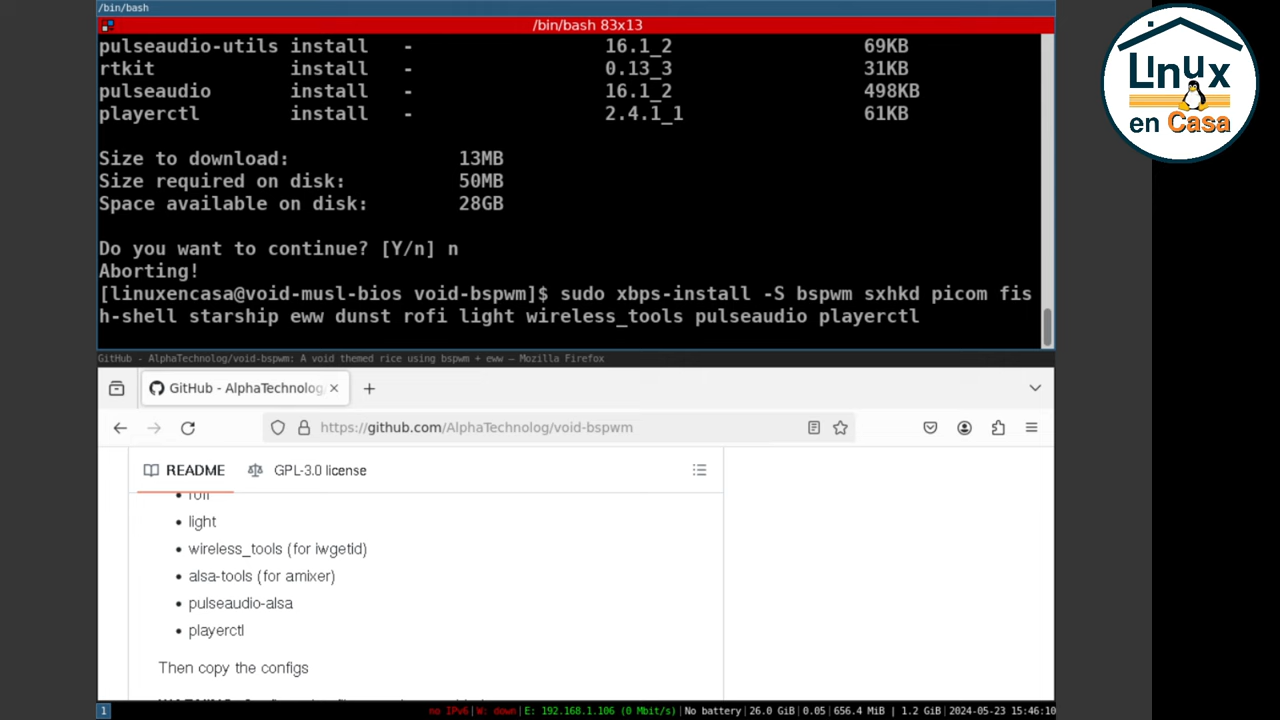 /bin/bash
/bin/bash 83x13
pulseaudio-utils install - 16.1_2 69KB
rtkit install - 0.13_3 31KB
pulseaudio install - 16.1_2 498KB
playerctl install - 2.4.1_1 61KB
Size to download: 13MB
Size required on disk: 50MB
Space available on disk: 28GB
Do you want to continue? [Y/n] n
Aborting!
[linuxencasa@void-musl-bios void-bspwm]$ sudo xbps-install -S bspwm sxhkd picom fis
h-shell starship eww dunst rofi light wireless_tools pulseaudio playerctl
Linux
en Casa
GitHub - AlphaTechnolog/void-bspwm: A void themed rice using bspwm + eww — Mozilla Firefox
GitHub - AlphaTechnolog
https://github.com/AlphaTechnolog/void-bspwm
README GPL-3.0 license
• rofi
• light
• wireless_tools (for iwgetid)
• alsa-tools (for amixer)
• pulseaudio-alsa
• playerctl
Then copy the configs
1 no IPv6|W: down|E: 192.168.1.106 (0 Mbit/s)|No battery|26.0 GiB|0.05|656.4 MiB | 1.2 GiB|2024-05-23 15:46:10